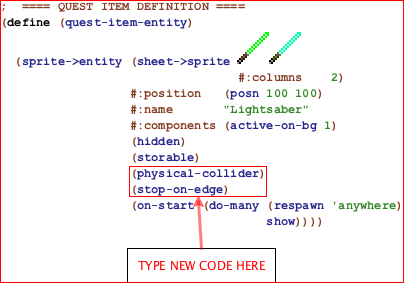 ; ==== QUEST ITEM DEFINITION ====
(define (quest-item-entity)
(sprite->entity (sheet->sprite
#:columns 2)
#:position (posn 100 100)
#:name "Lightsaber"
#:components (active-on-bg 1)
(hidden)
(storable)
(physical-collider)
(stop-on-edge)
(on-start (do-many (respawn 'anywhere)
show))))
TYPE NEW CODE HERE